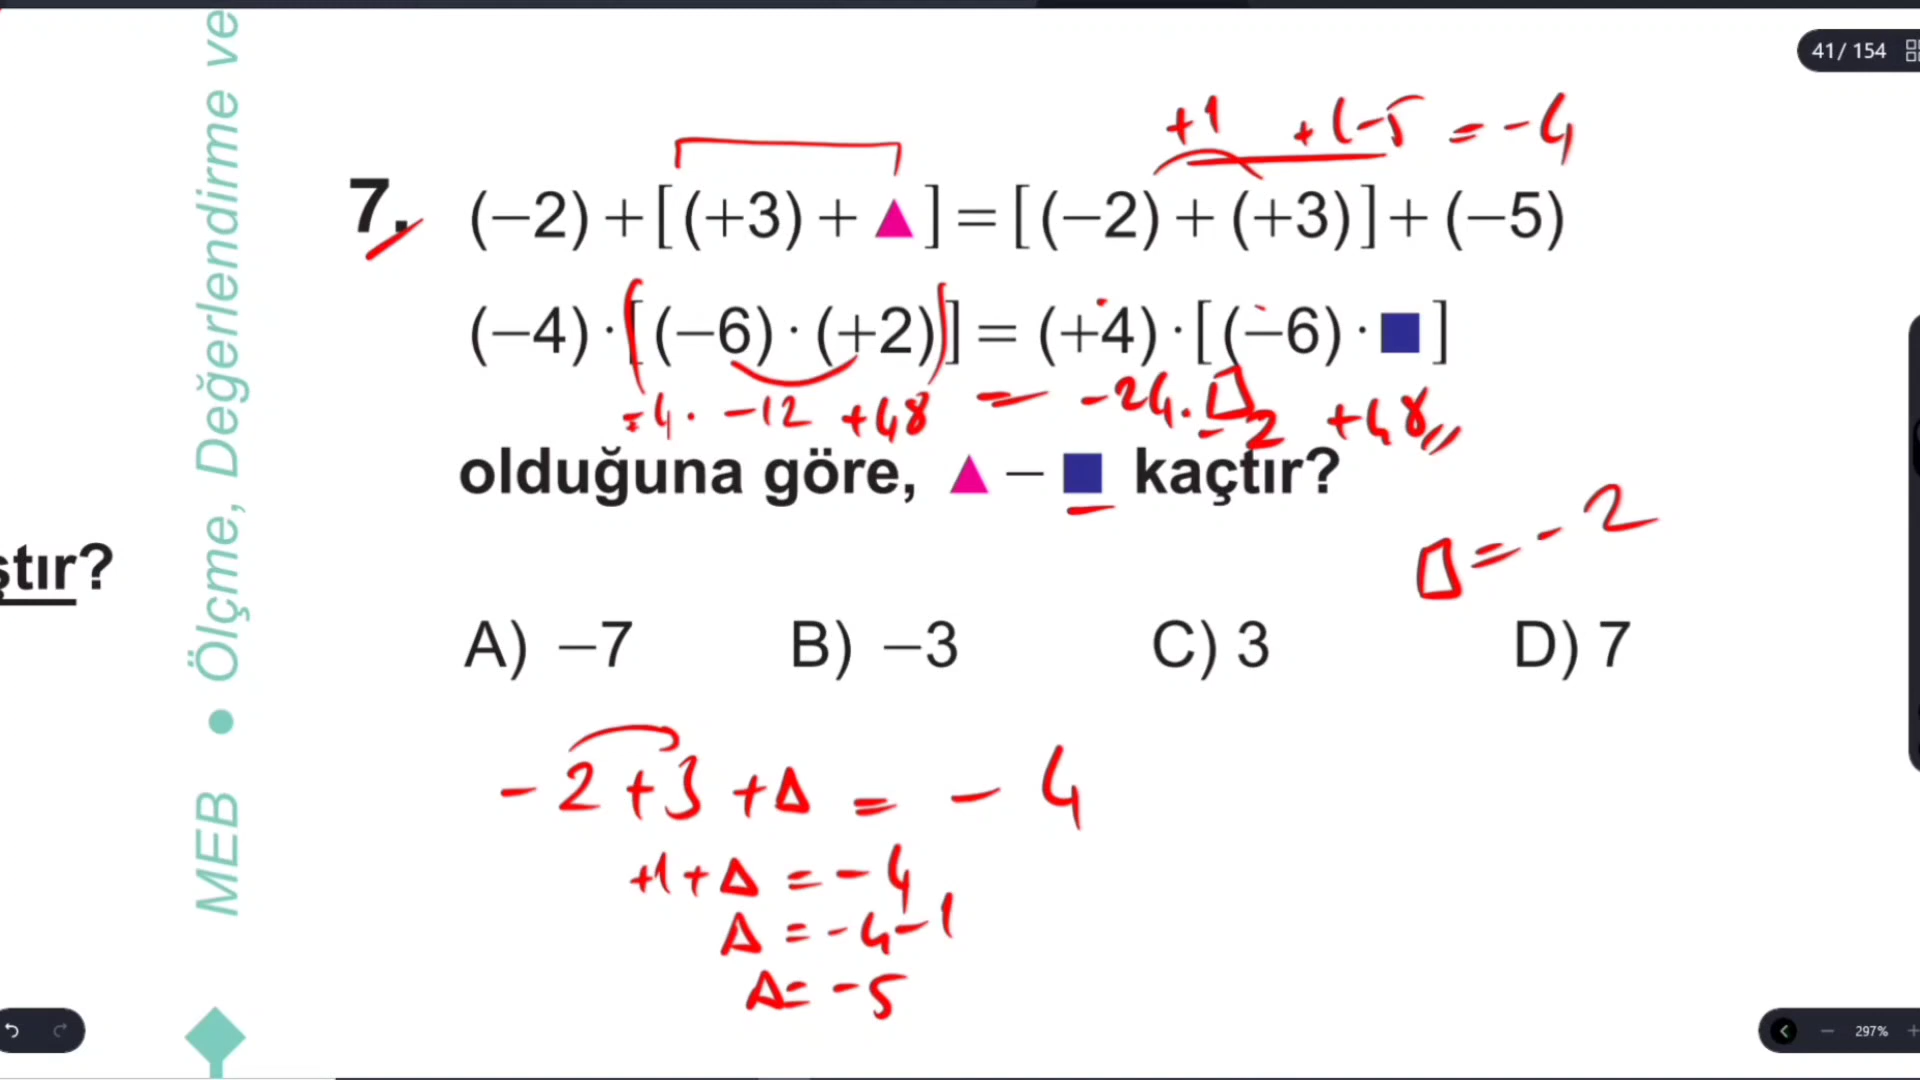 41/ 154
MEB ● Ölçme, Değerlendirme ve
ştır?
+1 +(-5 = -4
7. (−2) + [(+3) + ▲] = [(−2) + (+3)] + (−5)
(−4) · [(−6) · (+2)] = (+4) · [(−6) · ■]
-4 · -12 +48 = -24. □ -2 +48
olduğuna göre, ▲ − ■ kaçtır?
□ = -2
A) −7 B) −3 C) 3 D) 7
-2+3+Δ = -4
+1+Δ = -4
Δ = -4-1
Δ= -5
297%